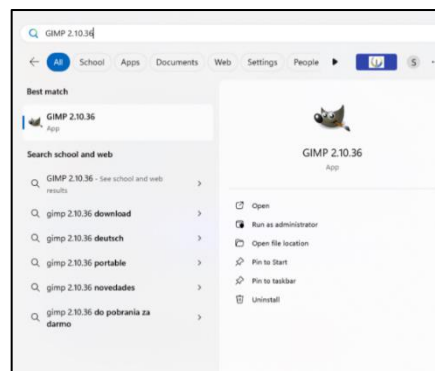 GIMP 2.10.36
All School Apps Documents Web Settings People S
Best match
GIMP 2.10.36
App
Search school and web
GIMP 2.10.36 - See school and web
results
gimp 2.10.36 download
gimp 2.10.36 deutsch
gimp 2.10.36 portable
gimp 2.10.36 novedades
gimp 2.10.36 do pobrania za
darmo
GIMP 2.10.36
App
Open
Run as administrator
Open file location
Pin to Start
Pin to taskbar
Uninstall